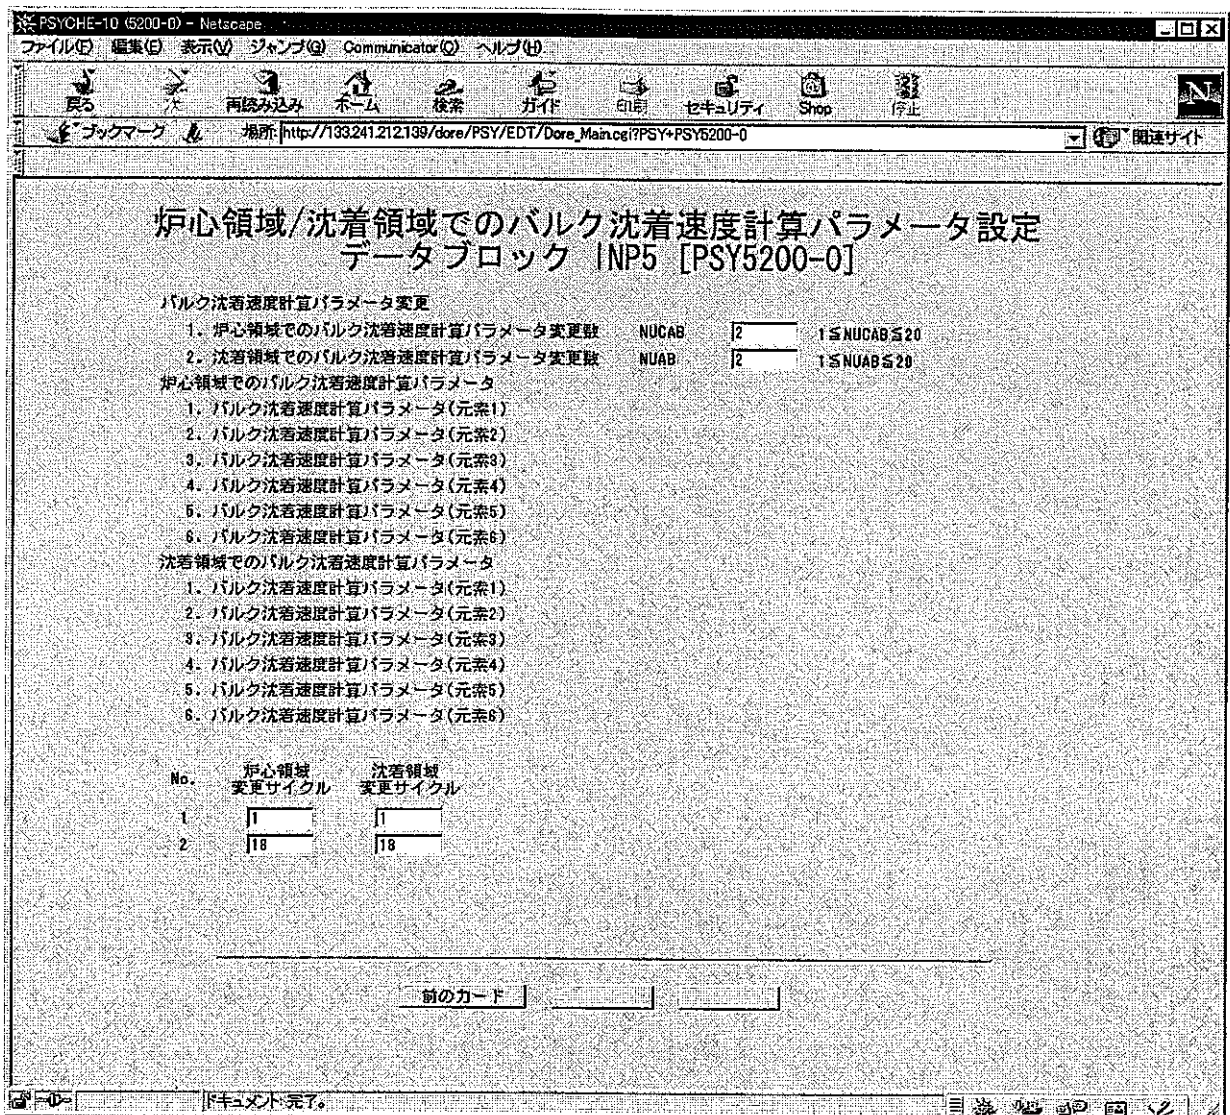 PSYCHE-10 (5200-0) - Netscape
ファイル(F) 編集(E) 表示(V) ジャンプ(G) Communicator(C) ヘルプ(H)
戻る 次 再読み込み ホーム 検索 ガイド 印刷 セキュリティ Shop 停止
ブックマーク 場所: http://133.241.212.139/dore/PSY/EDT/Dore_Main.cgi?PSY+PSY5200-0 関連サイト
炉心領域/沈着領域でのバルク沈着速度計算パラメータ設定
データブロック INP5 [PSY5200-0]
バルク沈着速度計算パラメータ変更
1. 炉心領域でのバルク沈着速度計算パラメータ変更数 NUCAB 2 1≦NUCAB≦20
2. 沈着領域でのバルク沈着速度計算パラメータ変更数 NUAB 2 1≦NUAB≦20
炉心領域でのバルク沈着速度計算パラメータ
1. バルク沈着速度計算パラメータ(元素1)
2. バルク沈着速度計算パラメータ(元素2)
3. バルク沈着速度計算パラメータ(元素3)
4. バルク沈着速度計算パラメータ(元素4)
5. バルク沈着速度計算パラメータ(元素5)
6. バルク沈着速度計算パラメータ(元素6)
沈着領域でのバルク沈着速度計算パラメータ
1. バルク沈着速度計算パラメータ(元素1)
2. バルク沈着速度計算パラメータ(元素2)
3. バルク沈着速度計算パラメータ(元素3)
4. バルク沈着速度計算パラメータ(元素4)
5. バルク沈着速度計算パラメータ(元素5)
6. バルク沈着速度計算パラメータ(元素6)
No. 炉心領域 沈着領域
変更サイクル 変更サイクル
1 1 1
2 18 18
前のカード
ドキュメント: 完了。